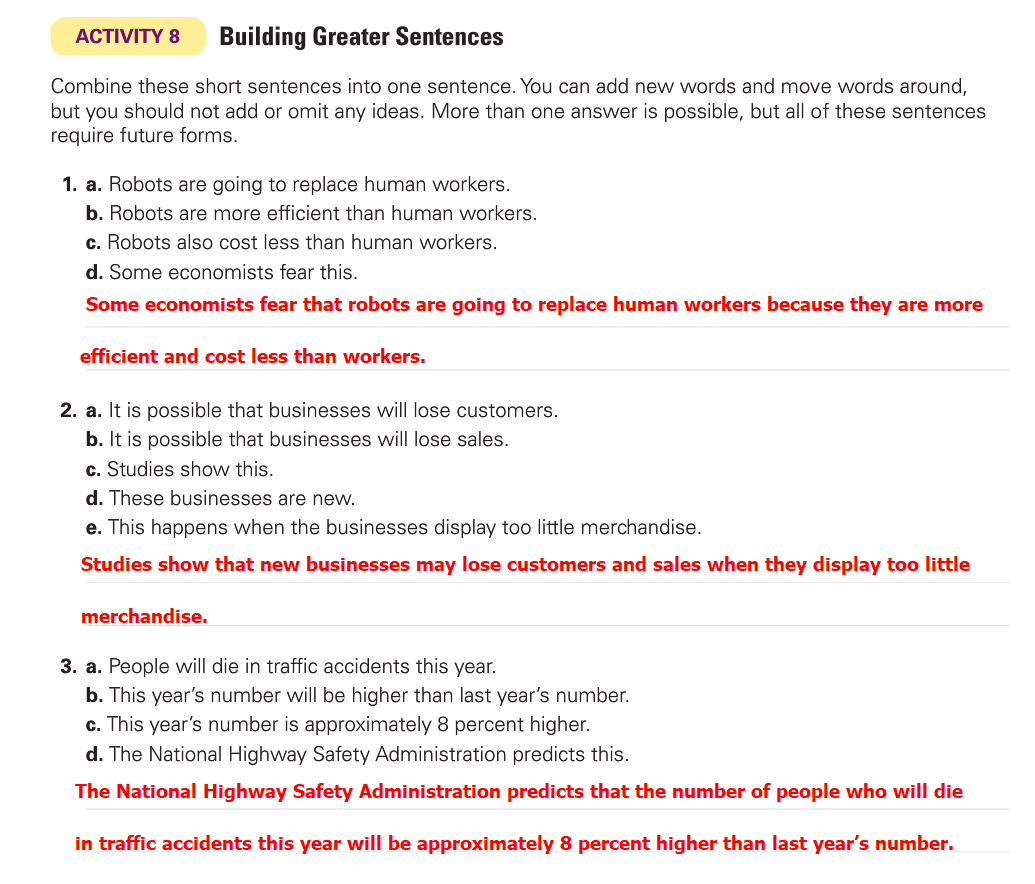 ACTIVITY 8 Building Greater Sentences
Combine these short sentences into one sentence. You can add new words and move words around,
but you should not add or omit any ideas. More than one answer is possible, but all of these sentences
require future forms.
1. a. Robots are going to replace human workers.
b. Robots are more efficient than human workers.
c. Robots also cost less than human workers.
d. Some economists fear this.
Some economists fear that robots are going to replace human workers because they are more
efficient and cost less than workers.
2. a. It is possible that businesses will lose customers.
b. It is possible that businesses will lose sales.
c. Studies show this.
d. These businesses are new.
e. This happens when the businesses display too little merchandise.
Studies show that new businesses may lose customers and sales when they display too little
merchandise.
3. a. People will die in traffic accidents this year.
b. This year’s number will be higher than last year’s number.
c. This year’s number is approximately 8 percent higher.
d. The National Highway Safety Administration predicts this.
The National Highway Safety Administration predicts that the number of people who will die
in traffic accidents this year will be approximately 8 percent higher than last year’s number.